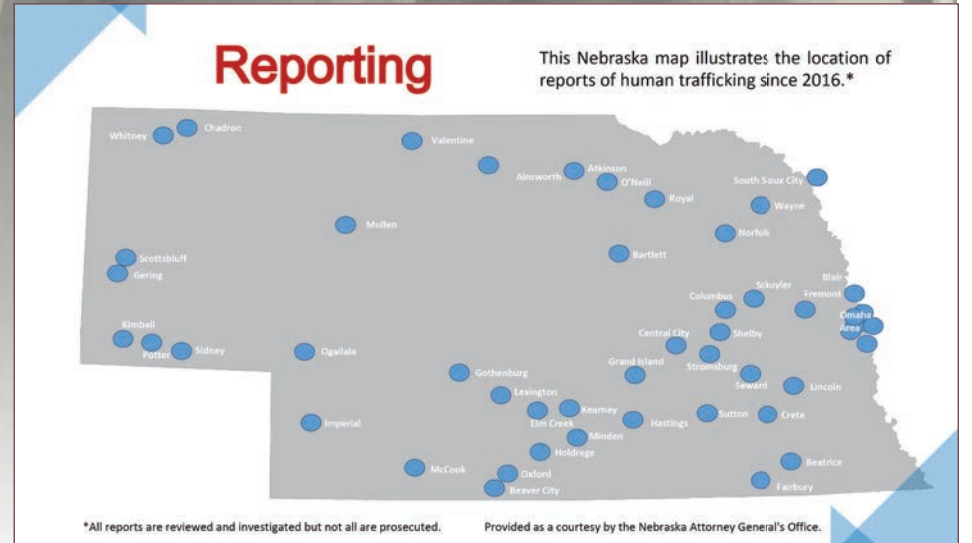 Reporting
This Nebraska map illustrates the location of
reports of human trafficking since 2016.*
Chadron
Whitney
Valentine
Atkinson
Ainsworth
O'Neill
South Sioux City
Royal
Wayne
Mullen
Norfolk
Bartlett
Scottsbluff
Gering
Blair
Schuyler
Fremont
Columbus
Omaha
Area
Kimball
Central City
Shelby
Potter
Sidney
Ogallala
Grand Island
Stromsburg
Gothenburg
Seward
Lincoln
Lexington
Kearney
Elm Creek
Sutton
Crete
Imperial
Hastings
Minden
Holdrege
Beatrice
McCook
Oxford
Fairbury
Beaver City
*All reports are reviewed and investigated but not all are prosecuted.
Provided as a courtesy by the Nebraska Attorney General's Office.